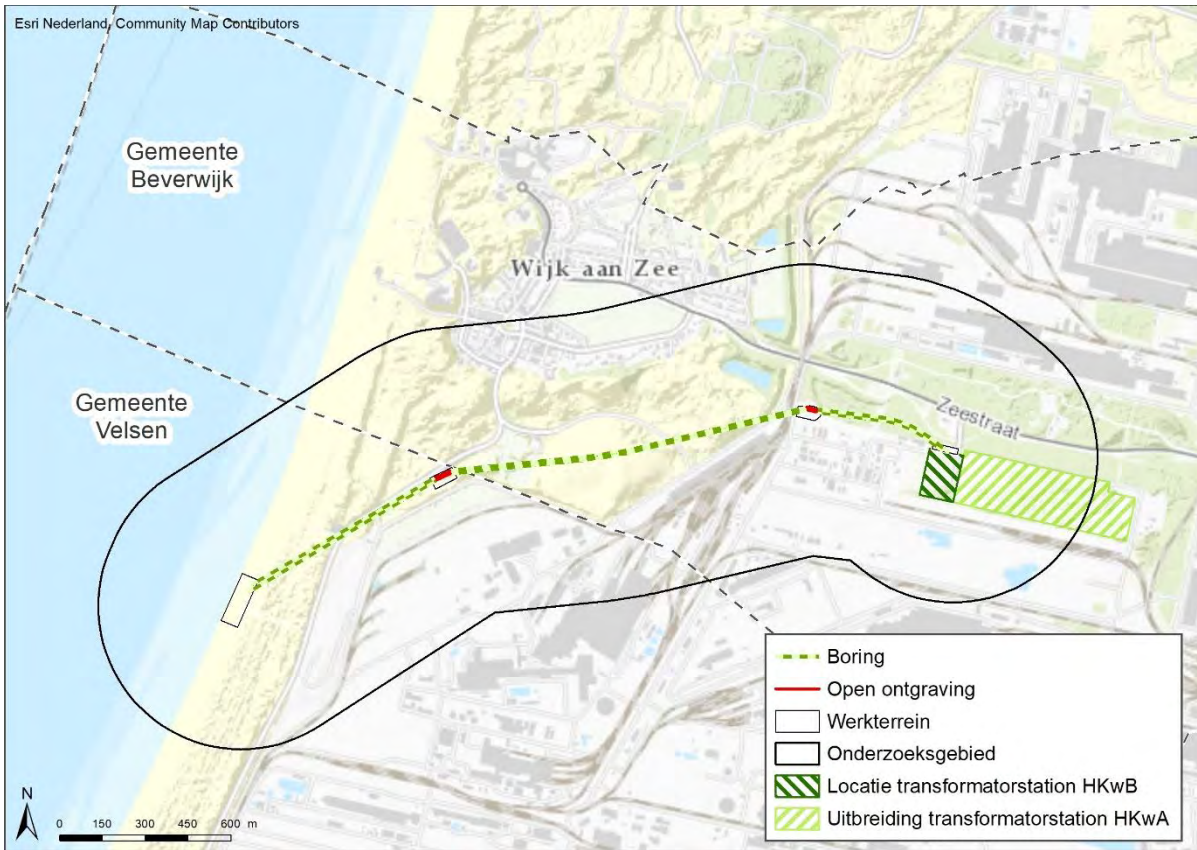 Esri Nederland, Community Map Contributors
Gemeente
Beverwijk
Wijk aan Zee
Gemeente
Velsen
Zeestraat
Boring
Open ontgraving
Werkterrein
Onderzoeksgebied
Locatie transformatorstation HKwB
Uitbreiding transformatorstation HKwA
N
0 150 300 450 600 m